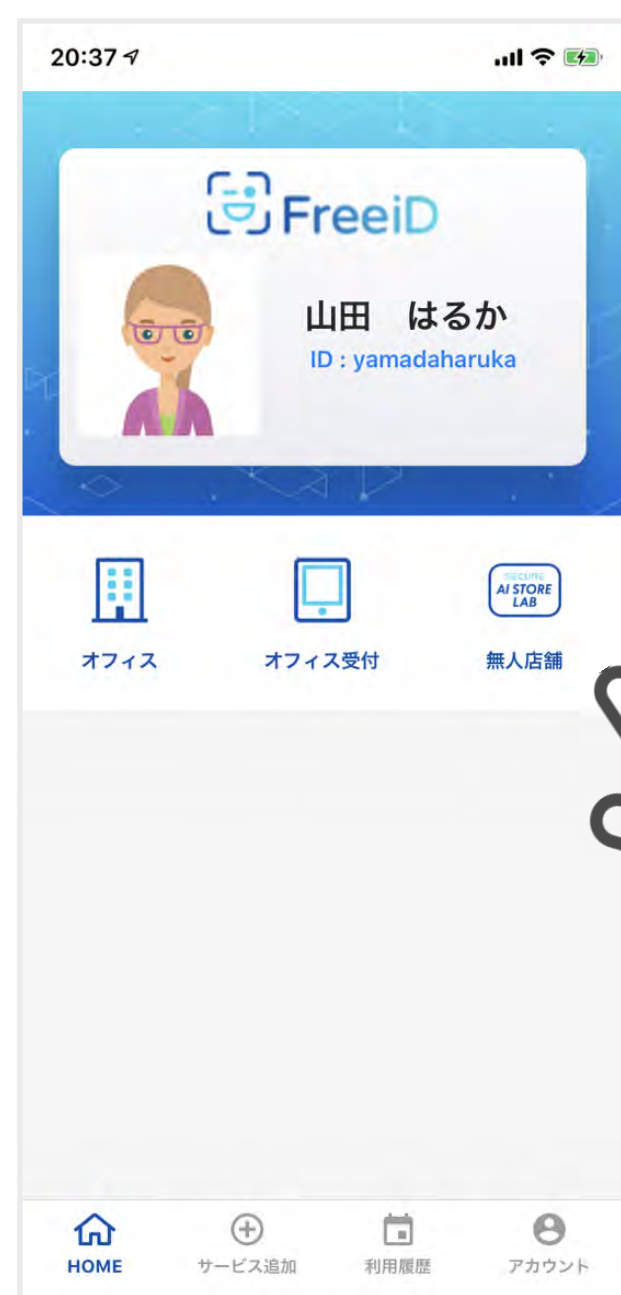 20:37
FreeiD
山田　はるか
ID : yamadaharuka
SECURE
AI STORE
LAB
オフィス
オフィス受付
無人店舗
HOME
サービス追加
利用履歴
アカウント